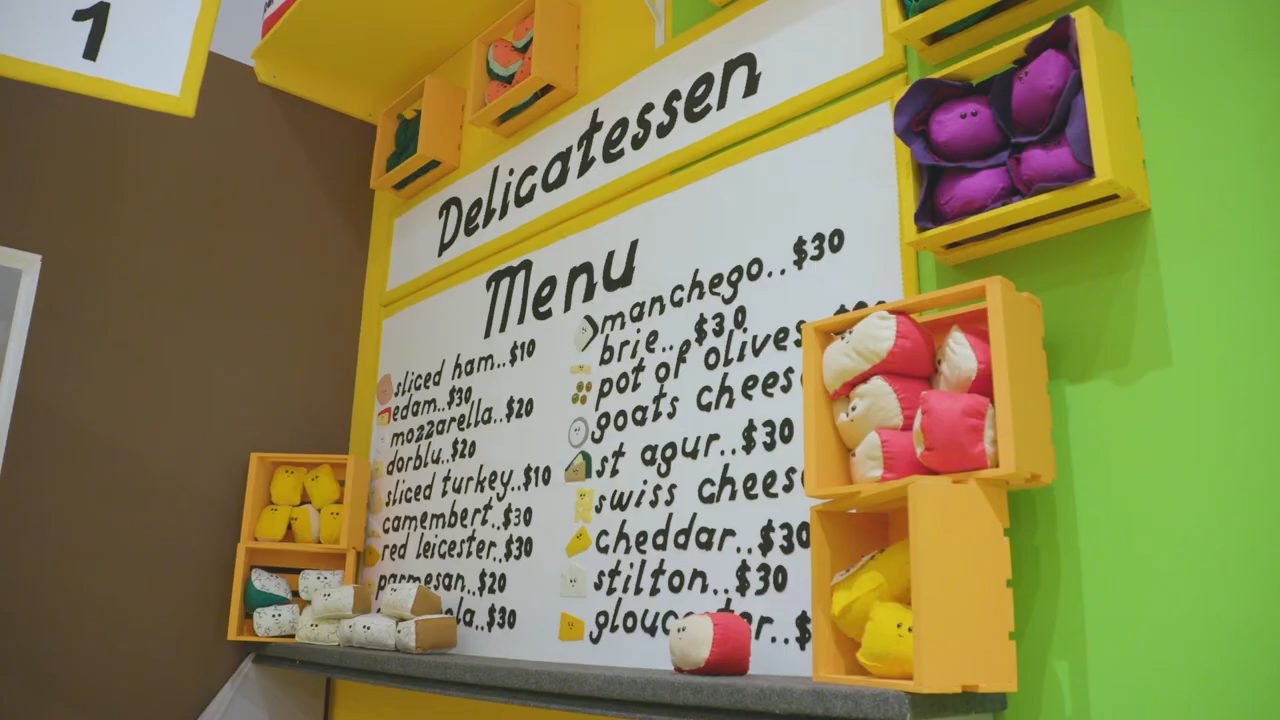 1
Delicatessen
Menu
sliced ham..$10
edam..$30
mozzarella..$20
dorblu..$20
sliced turkey..$10
camembert..$30
red leicester..$30
parmesan..$20
$30
manchego..$30
brie..$30
pot of olives
goats chees
st agur..$30
swiss chees
cheddar..$30
stilton..$30